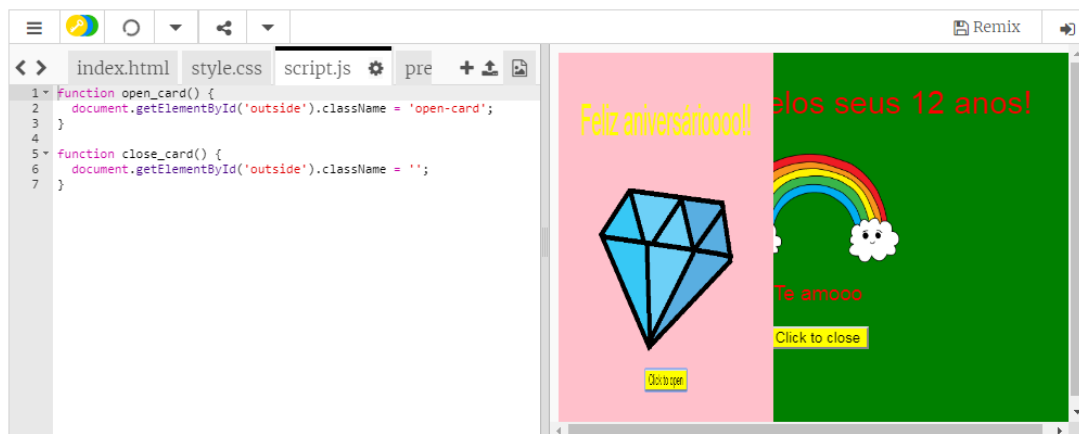 Remix
index.html style.css script.js pre
1 function open_card() {
2 document.getElementById('outside').className = 'open-card';
3 }
4
5 function close_card() {
6 document.getElementById('outside').className = '';
7 }
Feliz aniversárioooo!!
elos seus 12 anos!
Te amooo
Click to close
Click to open